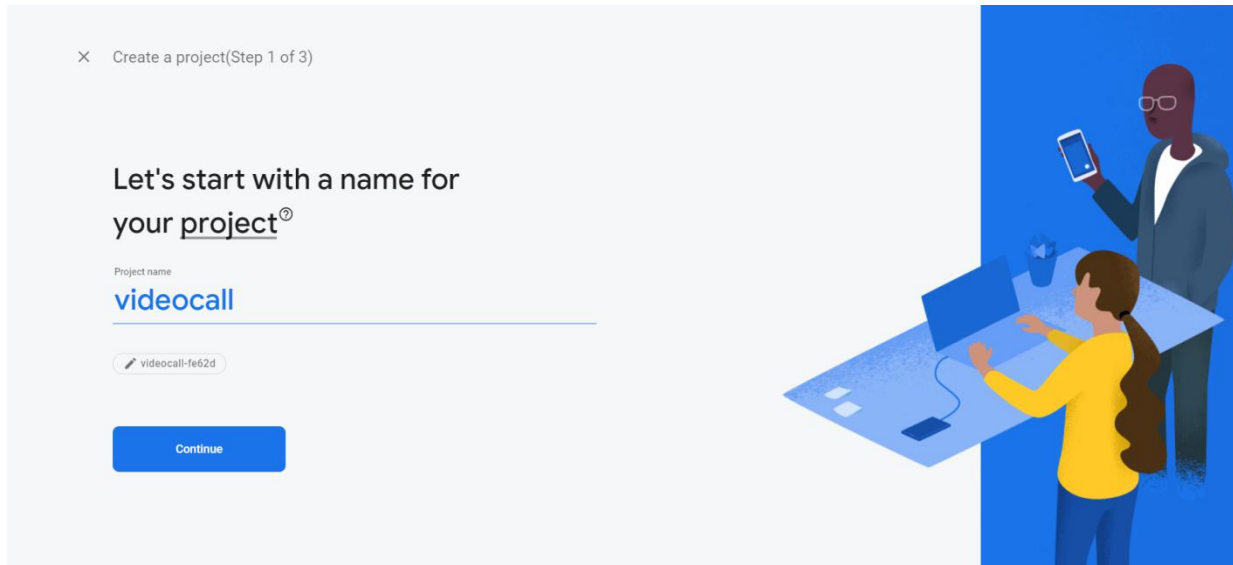 Create a project(Step 1 of 3)
Let's start with a name for
your project
Project name
videocall
videocall-fe62d
Continue